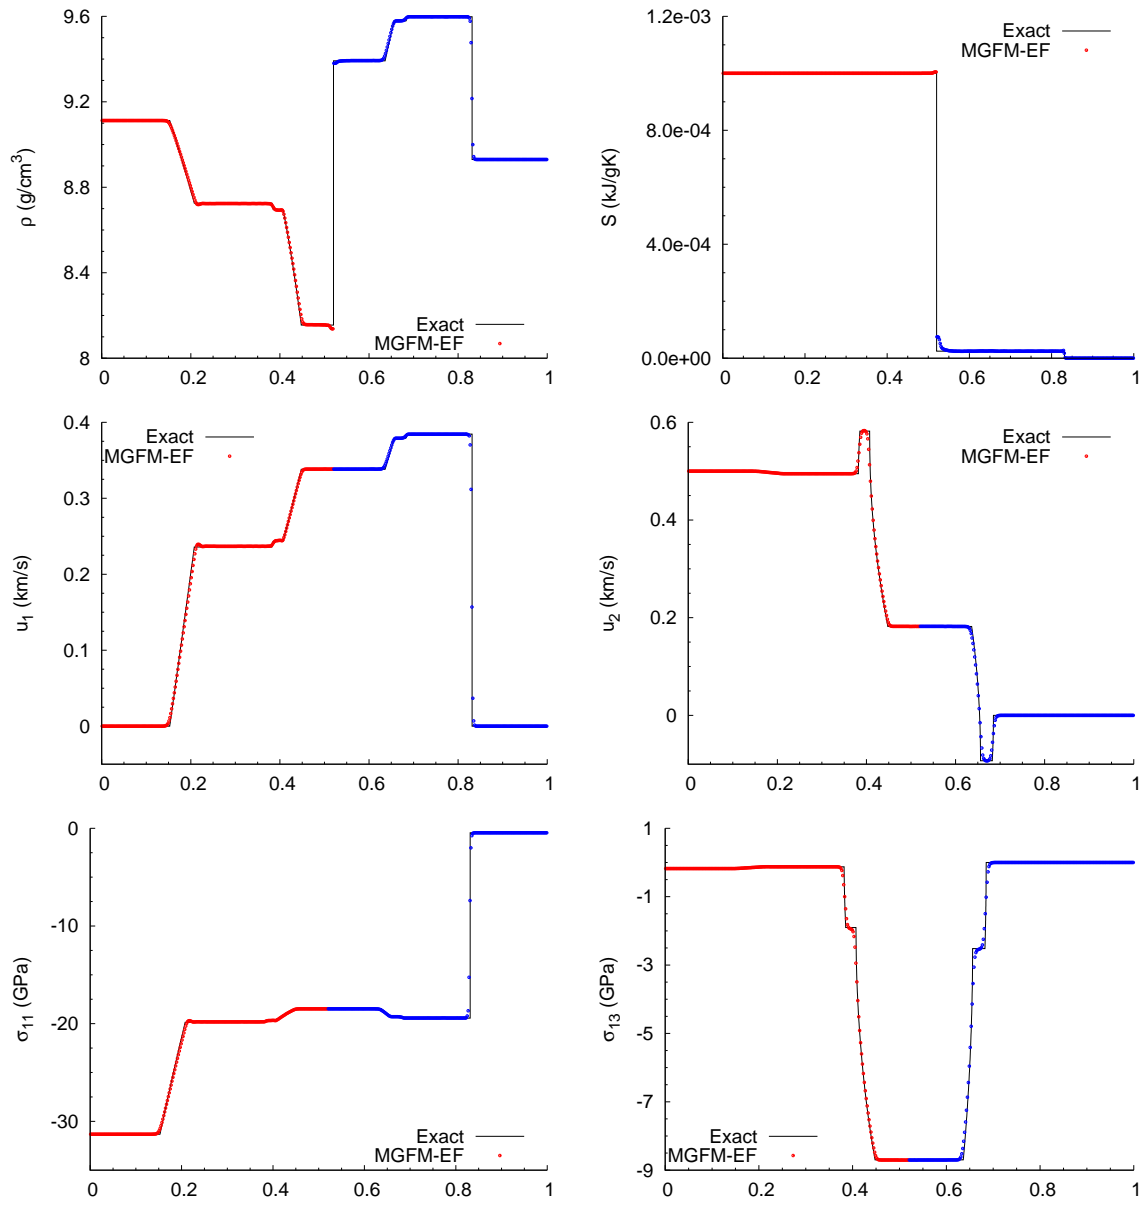 9.6
9.2
8.8
8.4
8
ρ (g/cm³)
Exact
MGFM-EF
0 0.2 0.4 0.6 0.8 1
1.2e-03
8.0e-04
4.0e-04
0.0e+00
S (kJ/gK)
Exact
MGFM-EF
0 0.2 0.4 0.6 0.8 1
0.4
0.3
0.2
0.1
0
u₁ (km/s)
Exact
MGFM-EF
0 0.2 0.4 0.6 0.8 1
0.6
0.4
0.2
0
u₂ (km/s)
Exact
MGFM-EF
0 0.2 0.4 0.6 0.8 1
0
-10
-20
-30
σ₁₁ (GPa)
Exact
MGFM-EF
0 0.2 0.4 0.6 0.8 1
1
-1
-3
-5
-7
-9
σ₁₃ (GPa)
Exact
MGFM-EF
0 0.2 0.4 0.6 0.8 1